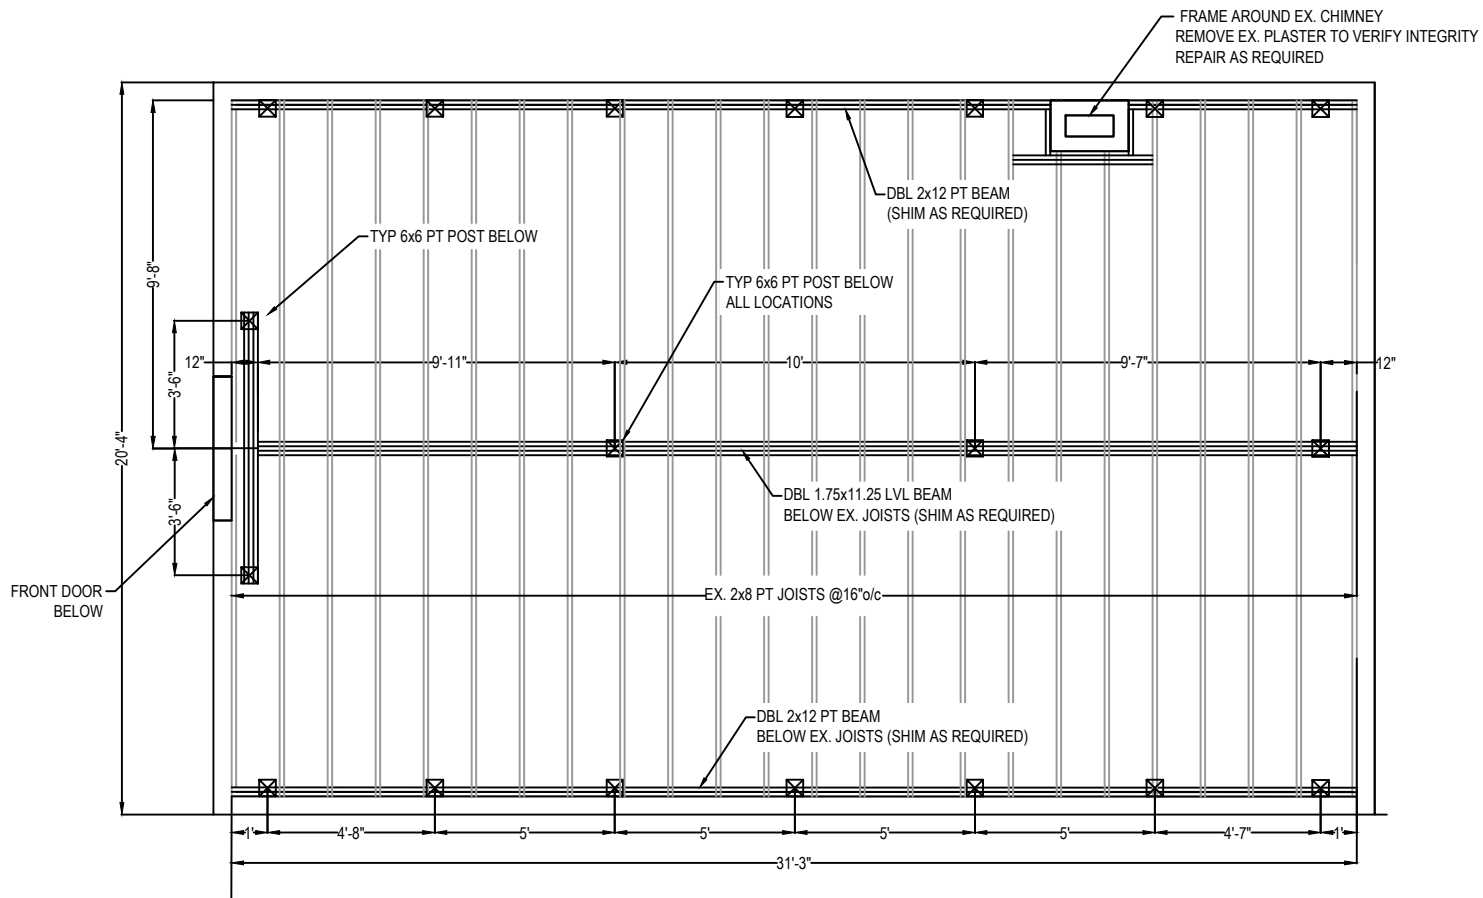 FRAME AROUND EX. CHIMNEY
REMOVE EX. PLASTER TO VERIFY INTEGRITY
REPAIR AS REQUIRED
DBL 2x12 PT BEAM
(SHIM AS REQUIRED)
TYP 6x6 PT POST BELOW
9'-8"
TYP 6x6 PT POST BELOW
ALL LOCATIONS
12"
9'-11"
10'
9'-7"
12"
3'-6"
20'-4"
3'-6"
DBL 1.75x11.25 LVL BEAM
BELOW EX. JOISTS (SHIM AS REQUIRED)
FRONT DOOR
BELOW
EX. 2x8 PT JOISTS @16"o/c
DBL 2x12 PT BEAM
BELOW EX. JOISTS (SHIM AS REQUIRED)
1'
4'-8"
5'
5'
5'
5'
4'-7"
1'
31'-3"